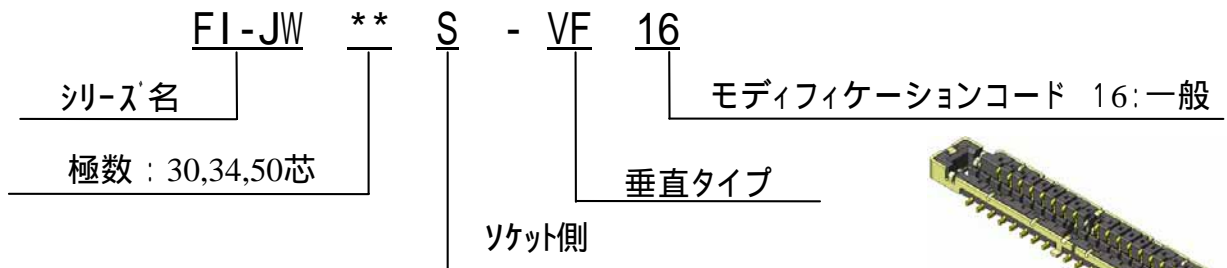 FI-JW ** S - VF 16
シリーズ名
モディフィケーションコード 16:一般
極数:30,34,50芯
垂直タイプ
ソケット側